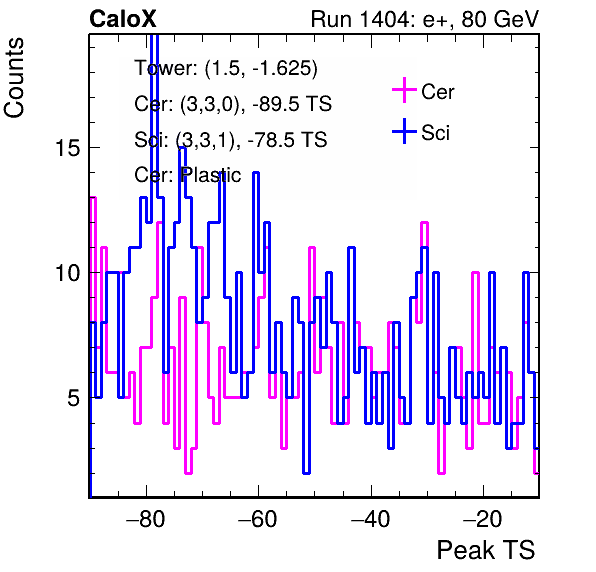 CaloX Run 1404: e+, 80 GeV
Counts
Tower: (1.5, -1.625)
Cer: (3,3,0), -89.5 TS
Sci: (3,3,1), -78.5 TS
Cer: Plastic
Cer
Sci
15
10
5
−80 −60 −40 −20
Peak TS